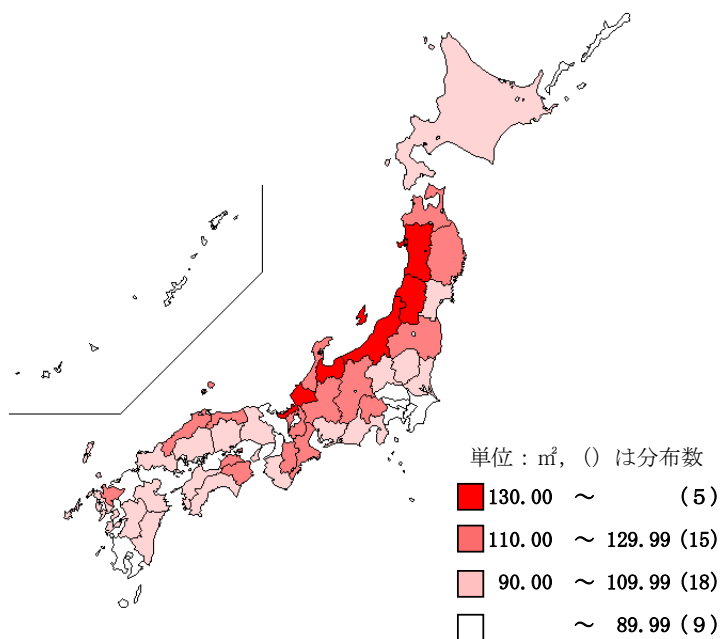 単位：㎡，（）は分布数
130.00 ～ (5)
110.00 ～ 129.99 (15)
90.00 ～ 109.99 (18)
～ 89.99 (9)